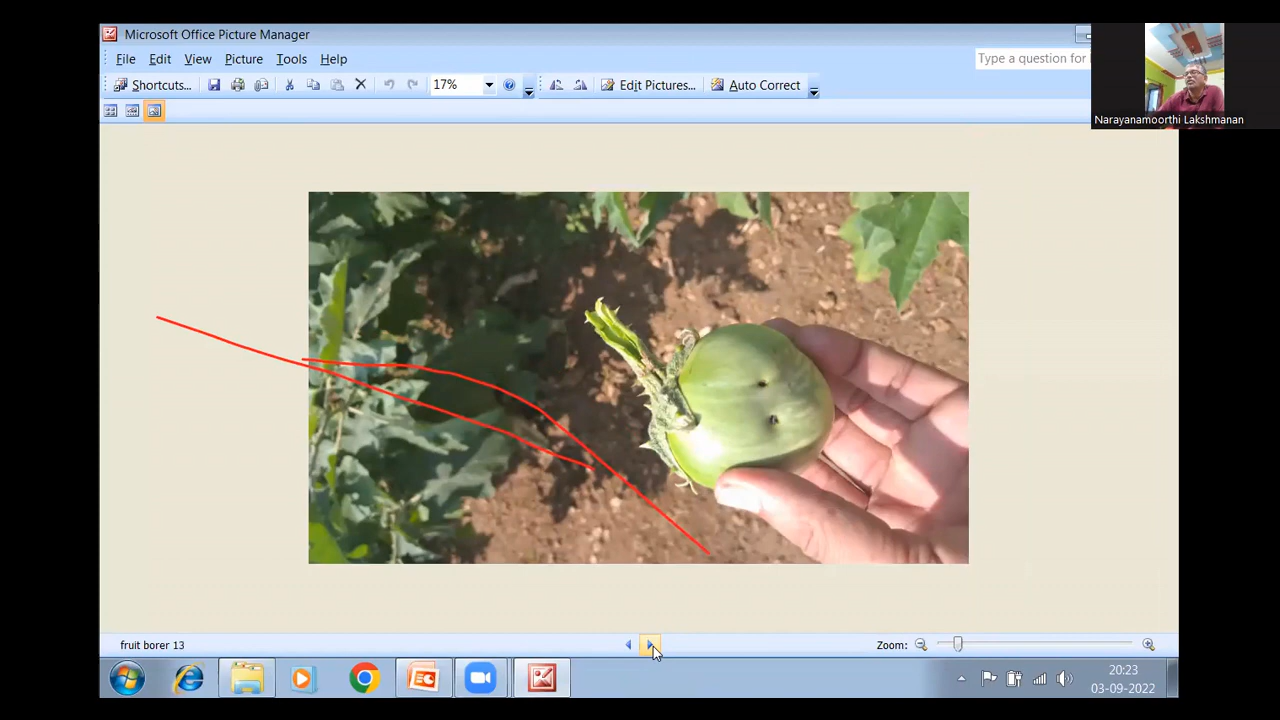 Microsoft Office Picture Manager
File Edit View Picture Tools Help
Type a question for
Shortcuts... 17% Edit Pictures... Auto Correct
Narayanamoorthi Lakshmanan
fruit borer 13
Zoom:
20:23
03-09-2022